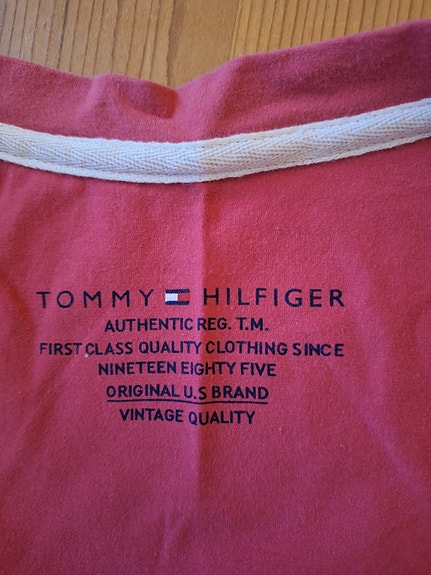 TOMMY HILFIGER
AUTHENTIC REG. T.M.
FIRST CLASS QUALITY CLOTHING SINCE
NINETEEN EIGHTY FIVE
ORIGINAL U.S BRAND
VINTAGE QUALITY